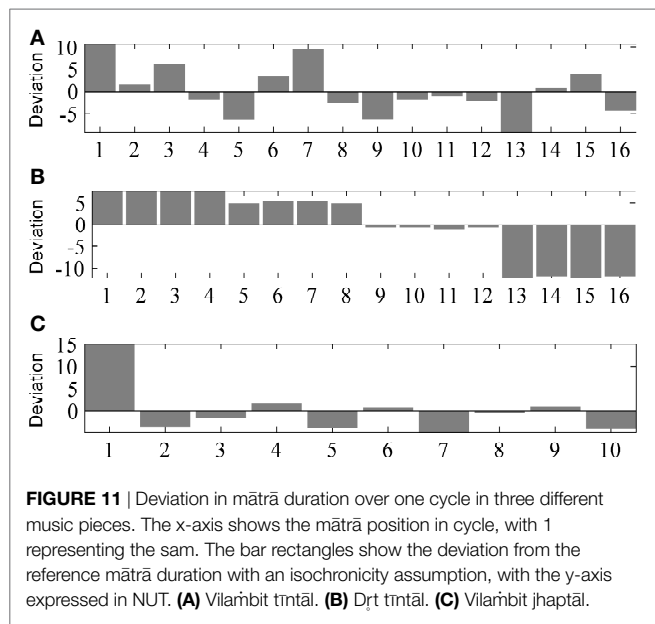 A
10
5
0
-5
Deviation
1 2 3 4 5 6 7 8 9 10 11 12 13 14 15 16
B
5
0
-5
-10
Deviation
1 2 3 4 5 6 7 8 9 10 11 12 13 14 15 16
C
15
10
5
0
Deviation
1 2 3 4 5 6 7 8 9 10
FIGURE 11 | Deviation in mātrā duration over one cycle in three different
music pieces. The x-axis shows the mātrā position in cycle, with 1
representing the sam. The bar rectangles show the deviation from the
reference mātrā duration with an isochronicity assumption, with the y-axis
expressed in NUT. (A) Vilaṁbit tīntāl. (B) Dr̥t tīntāl. (C) Vilaṁbit jhaptāl.